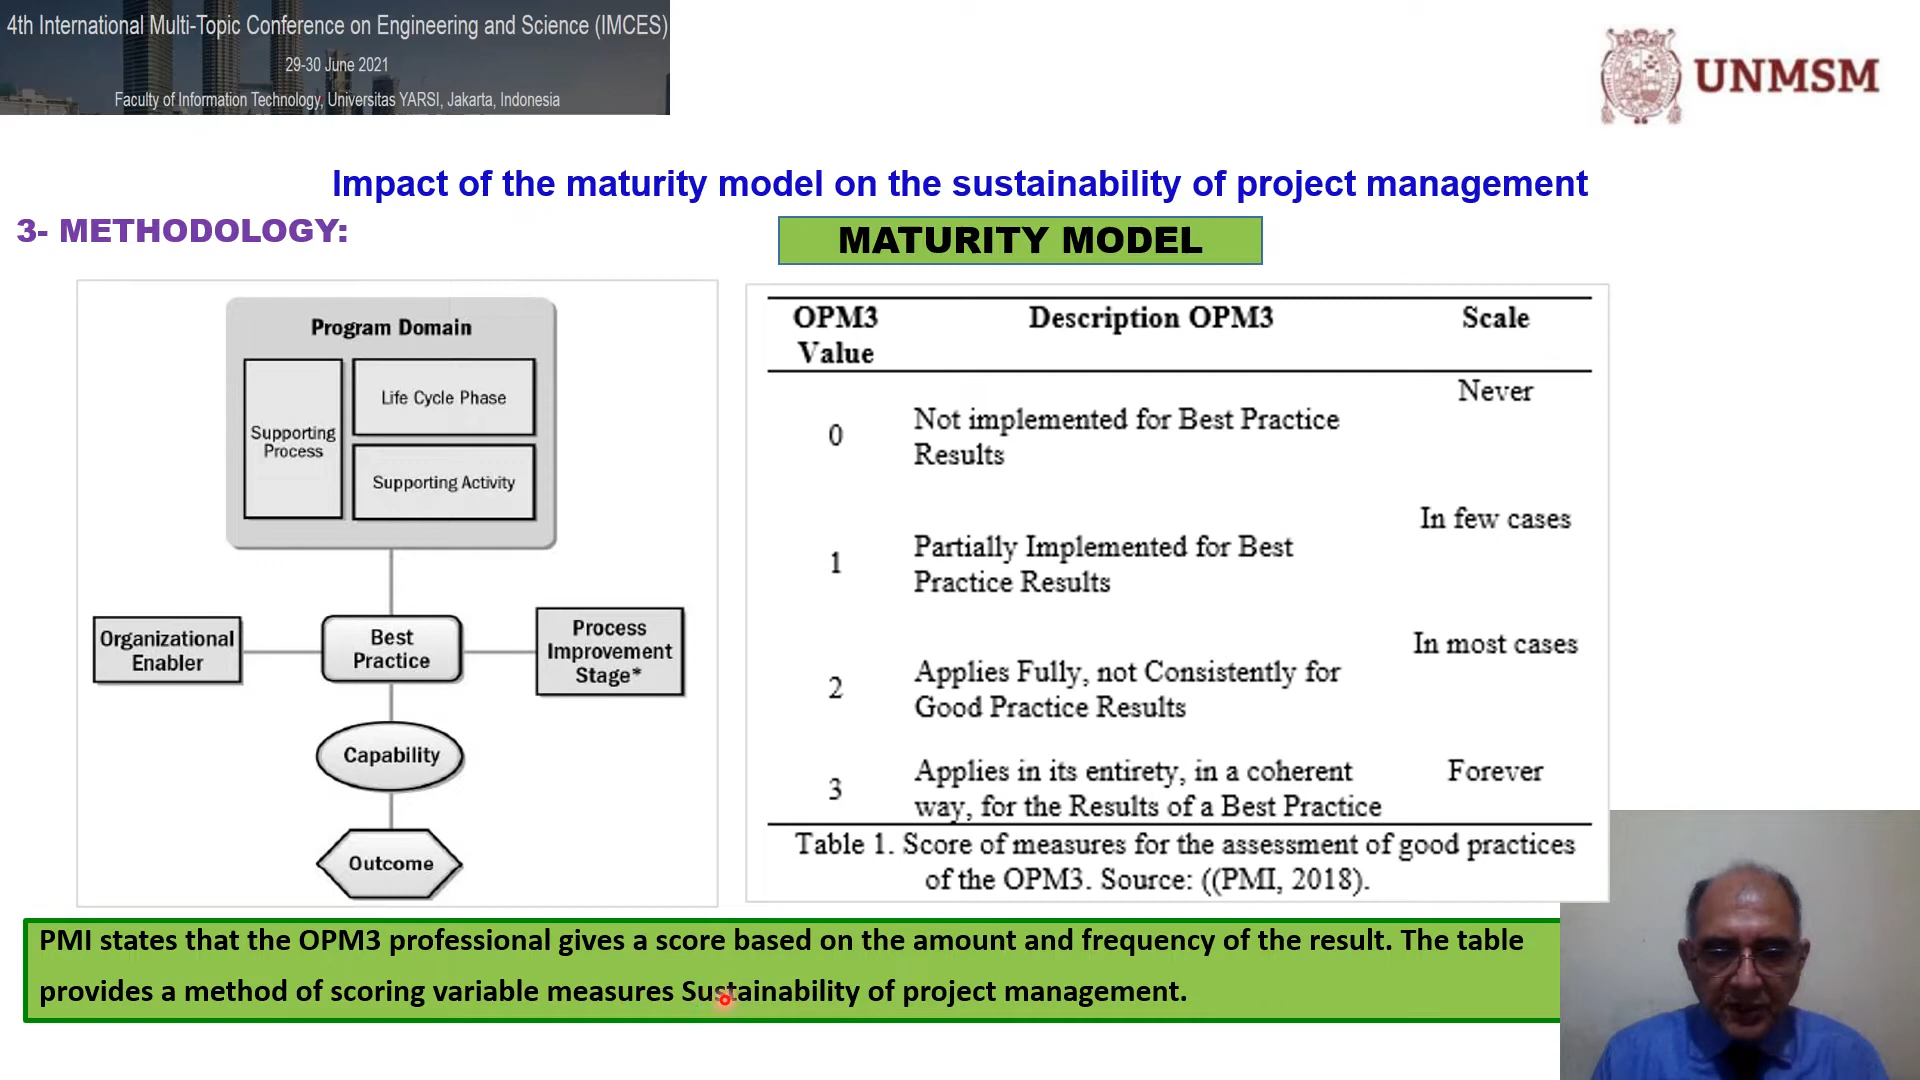 4th International Multi-Topic Conference on Engineering and Science (IMCES)
29-30 June 2021
Faculty of Information Technology, Universitas YARSI, Jakarta, Indonesia
UNMSM
Impact of the maturity model on the sustainability of project management
3- METHODOLOGY:
MATURITY MODEL
Program Domain
Supporting
Process
Life Cycle Phase
Supporting Activity
Organizational
Enabler
Best
Practice
Process
Improvement
Stage*
Capability
Outcome
OPM3
Value
Description OPM3
Scale
Never
0
Not implemented for Best Practice
Results
In few cases
1
Partially Implemented for Best
Practice Results
In most cases
2
Applies Fully, not Consistently for
Good Practice Results
3
Applies in its entirety, in a coherent
way, for the Results of a Best Practice
Forever
Table 1. Score of measures for the assessment of good practices
of the OPM3. Source: ((PMI, 2018).
PMI states that the OPM3 professional gives a score based on the amount and frequency of the result. The table
provides a method of scoring variable measures Sustainability of project management.